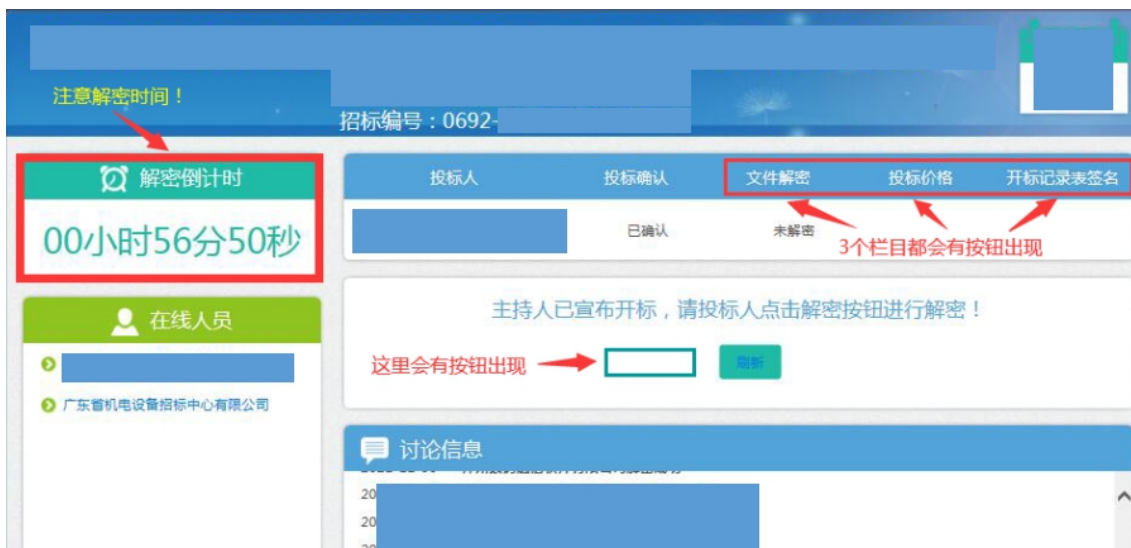 注意解密时间！
招标编号：0692-
解密倒计时
00小时56分50秒
投标人 投标确认 文件解密 投标价格 开标记录表签名
已确认 未解密
3个栏目都会有按钮出现
在线人员
广东省机电设备招标中心有限公司
主持人已宣布开标，请投标人点击解密按钮进行解密！
这里会有按钮出现
刷新
讨论信息
20
20